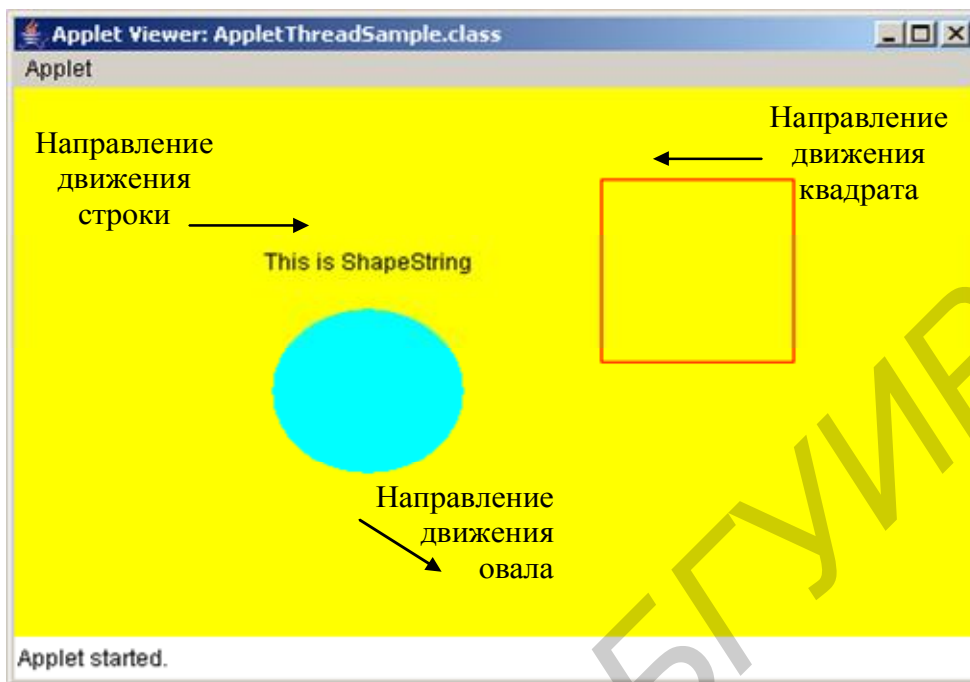 Applet Viewer: AppletThreadSample.class
Applet
Направление
движения
строки
Направление
движения
квадрата
This is ShapeString
Направление
движения
овала
Applet started.
БГУИР